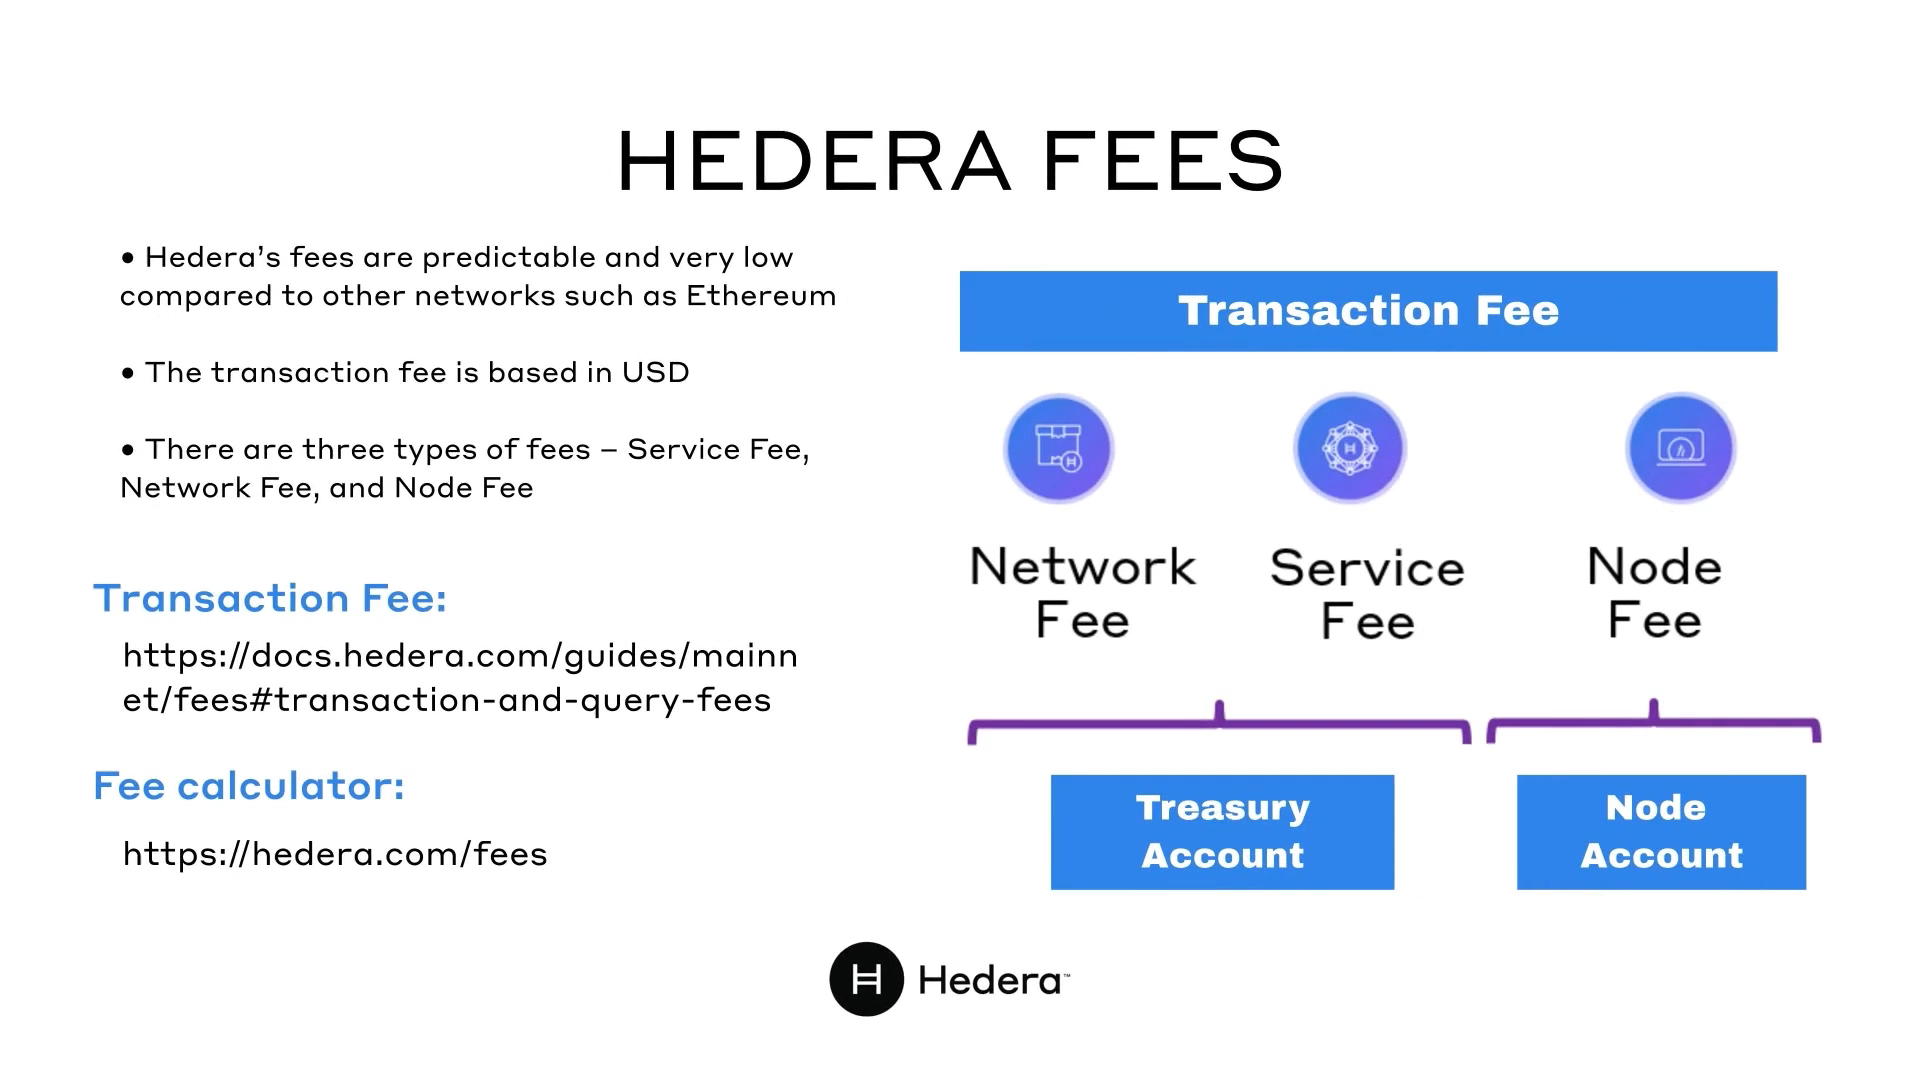 HEDERA FEES
• Hedera’s fees are predictable and very low
compared to other networks such as Ethereum
• The transaction fee is based in USD
• There are three types of fees – Service Fee,
Network Fee, and Node Fee
Transaction Fee:
https://docs.hedera.com/guides/mainn
et/fees#transaction-and-query-fees
Fee calculator:
https://hedera.com/fees
Transaction Fee
Network
Fee
Service
Fee
Node
Fee
Treasury
Account
Node
Account
H Hedera™